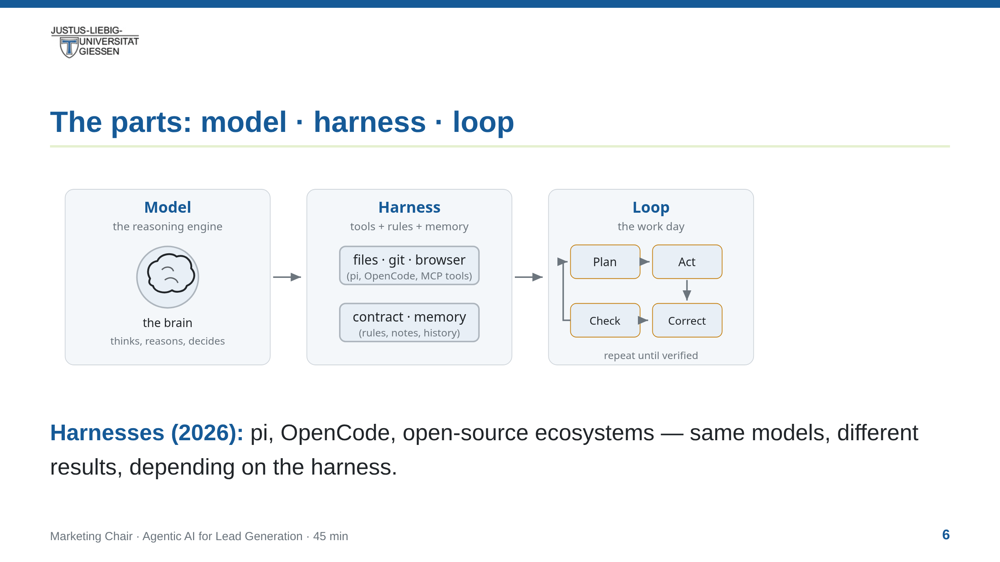 JUSTUS-LIEBIG-
UNIVERSITÄT
GIESSEN
The parts: model · harness · loop
Model
the reasoning engine
the brain
thinks, reasons, decides
Harness
tools + rules + memory
files · git · browser
(pi, OpenCode, MCP tools)
contract · memory
(rules, notes, history)
Loop
the work day
Plan
Act
Check
Correct
repeat until verified
Harnesses (2026): pi, OpenCode, open-source ecosystems — same models, different
results, depending on the harness.
Marketing Chair · Agentic AI for Lead Generation · 45 min
6